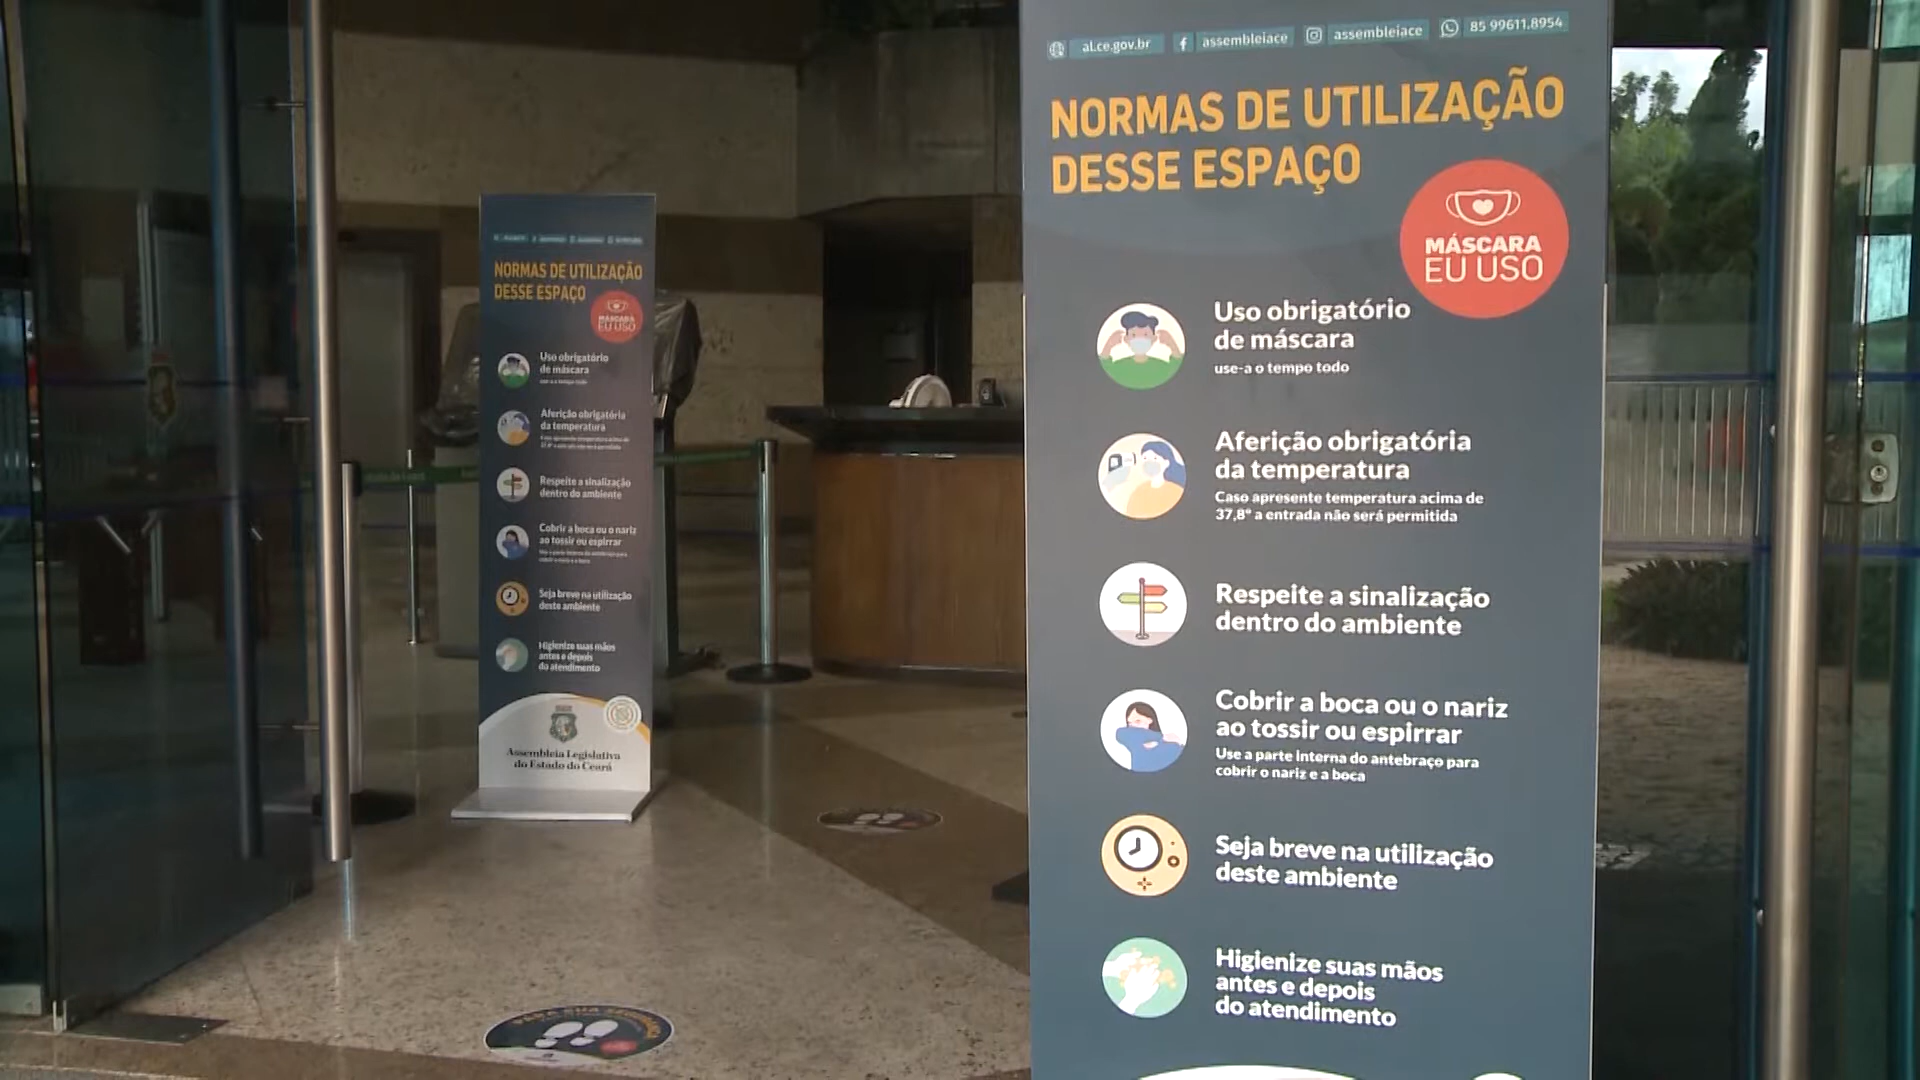 al.ce.gov.br assembleiace assembleiace 85 99611.8954
NORMAS DE UTILIZAÇÃO
DESSE ESPAÇO
MÁSCARA
EU USO
Uso obrigatório
de máscara
use-a o tempo todo
Aferição obrigatória
da temperatura
Caso apresente temperatura acima de
37,8° a entrada não será permitida
Respeite a sinalização
dentro do ambiente
Cobrir a boca ou o nariz
ao tossir ou espirrar
Use a parte interna do antebraço para
cobrir o nariz e a boca
Seja breve na utilização
deste ambiente
Higienize suas mãos
antes e depois
do atendimento
NORMAS DE UTILIZAÇÃO
DESSE ESPAÇO
MÁSCARA
EU USO
Uso obrigatório
de máscara
use-a o tempo todo
Aferição obrigatória
da temperatura
Respeite a sinalização
dentro do ambiente
Cobrir a boca ou o nariz
ao tossir ou espirrar
Seja breve na utilização
deste ambiente
Higienize suas mãos
antes e depois
do atendimento
Assembleia Legislativa
do Estado do Ceará
PARA SUA SEGURANÇA